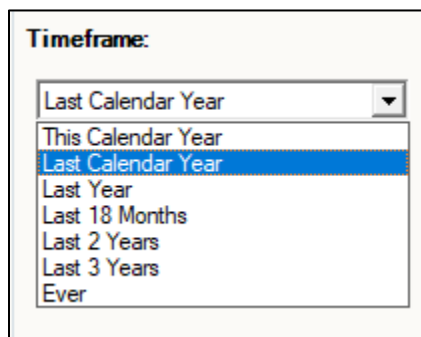 Timeframe:
Last Calendar Year
This Calendar Year
Last Calendar Year
Last Year
Last 18 Months
Last 2 Years
Last 3 Years
Ever